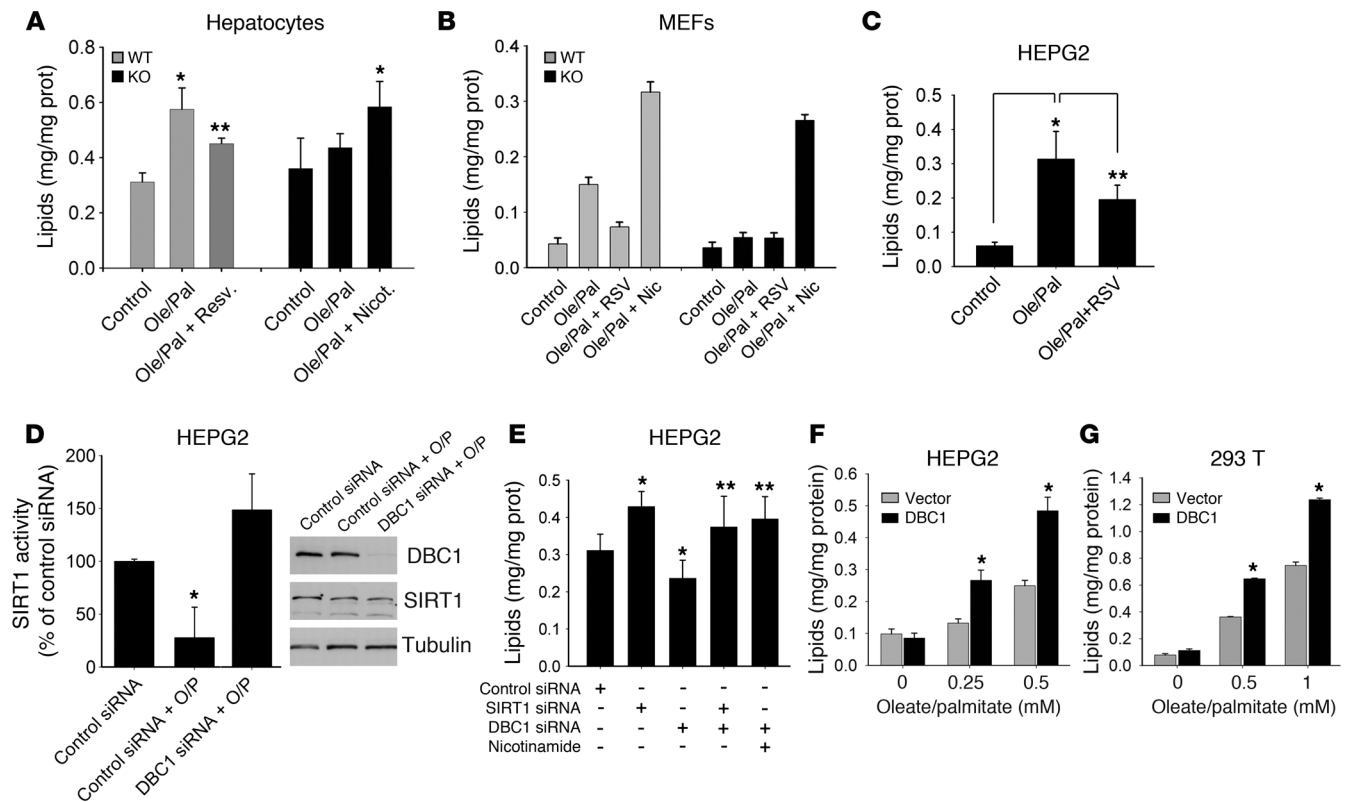 A
Hepatocytes
WT
KO
Lipids (mg/mg prot)
0.8
0.6
0.4
0.2
0.0
*
**
*
Control
Ole/Pal
Ole/Pal + Resv.
Control
Ole/Pal
Ole/Pal + Nicot.
B
MEFs
WT
KO
Lipids (mg/mg prot)
0.4
0.3
0.2
0.1
0.0
Control
Ole/Pal
Ole/Pal + RSV
Ole/Pal + Nic
Control
Ole/Pal
Ole/Pal + RSV
Ole/Pal + Nic
C
HEPG2
Lipids (mg/mg prot)
0.5
0.4
0.3
0.2
0.1
0.0
*
**
Control
Ole/Pal
Ole/Pal+RSV
D
HEPG2
SIRT1 activity
(% of control siRNA)
200
150
100
50
0
*
Control siRNA
Control siRNA + O/P
DBC1 siRNA + O/P
Control siRNA
Control siRNA + O/P
DBC1 siRNA + O/P
DBC1
SIRT1
Tubulin
E
HEPG2
Lipids (mg/mg prot)
0.5
0.4
0.3
0.2
0.1
0.0
*
*
**
**
Control siRNA + - - - -
SIRT1 siRNA - + - + -
DBC1 siRNA - - + + +
Nicotinamide - - - - +
F
HEPG2
Vector
DBC1
Lipids (mg/mg protein)
0.6
0.5
0.4
0.3
0.2
0.1
0.0
*
*
0 0.25 0.5
Oleate/palmitate (mM)
G
293 T
Vector
DBC1
Lipids (mg/mg protein)
1.4
1.2
1.0
0.8
0.6
0.4
0.2
0.0
*
*
0 0.5 1
Oleate/palmitate (mM)